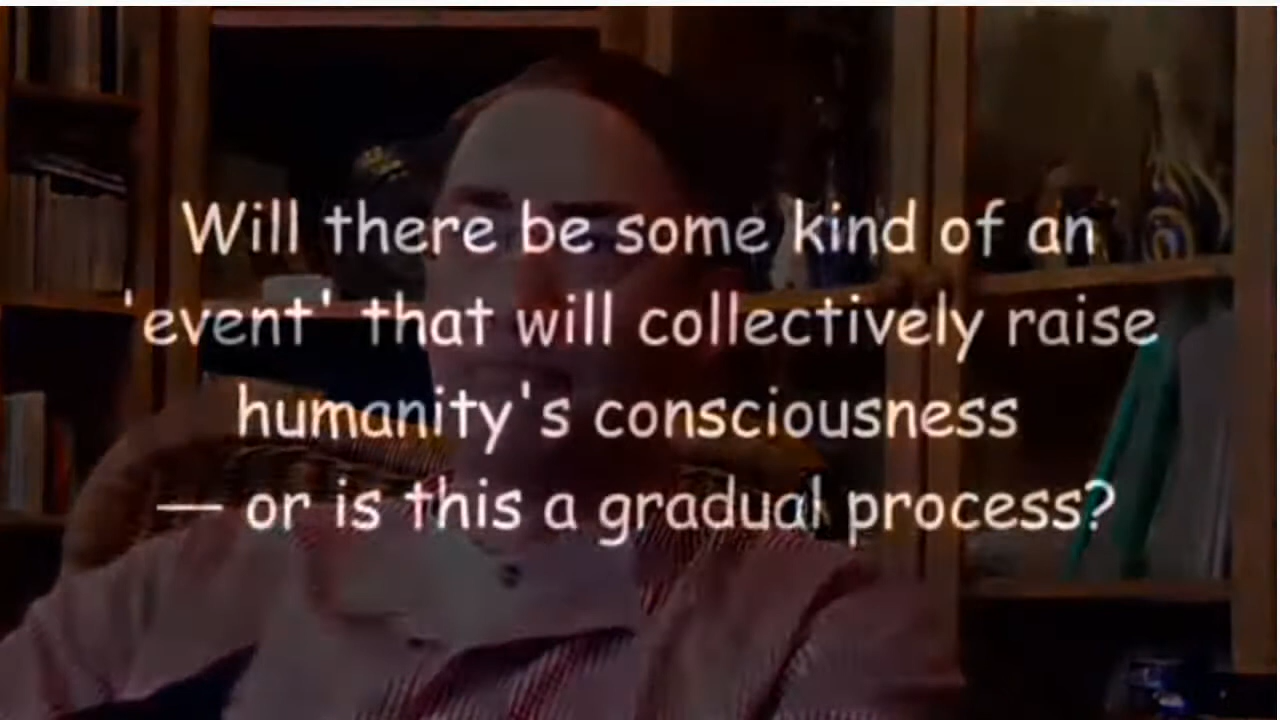 Will there be some kind of an
'event' that will collectively raise
humanity's consciousness
— or is this a gradual process?